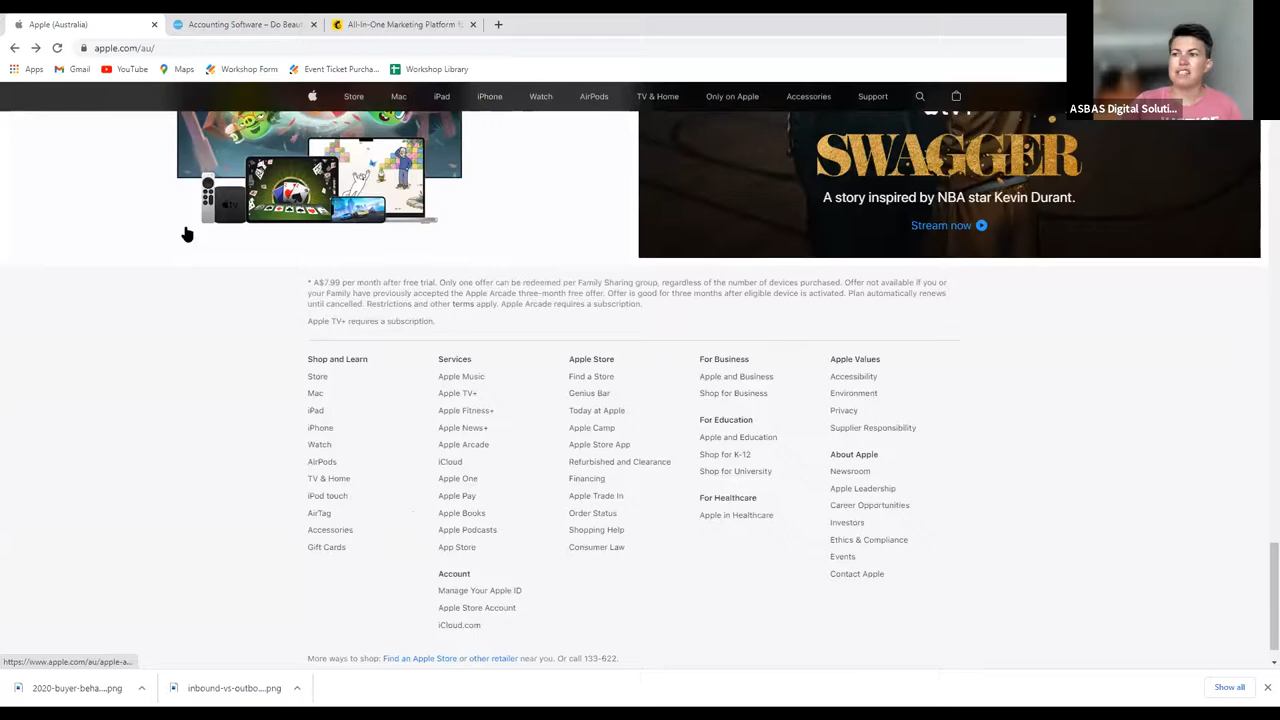 Apple (Australia)
Accounting Software – Do Beau
All-In-One Marketing Platform
apple.com/au/
Apps
Gmail
YouTube
Maps
Workshop Form
Event Ticket Purcha...
Workshop Library
Store
Mac
iPad
iPhone
Watch
AirPods
TV & Home
Only on Apple
Accessories
Support
ASBAS Digital Soluti...
tv
SWAGGER
A story inspired by NBA star Kevin Durant.
Stream now
* A$7.99 per month after free trial. Only one offer can be redeemed per Family Sharing group, regardless of the number of devices purchased. Offer not available if you or
your Family have previously accepted the Apple Arcade three-month free offer. Offer is good for three months after eligible device is activated. Plan automatically renews
until cancelled. Restrictions and other terms apply. Apple Arcade requires a subscription.
Apple TV+ requires a subscription.
Shop and Learn
Store
Mac
iPad
iPhone
Watch
AirPods
TV & Home
iPod touch
AirTag
Accessories
Gift Cards
Services
Apple Music
Apple TV+
Apple Fitness+
Apple News+
Apple Arcade
iCloud
Apple One
Apple Pay
Apple Books
Apple Podcasts
App Store
Account
Manage Your Apple ID
Apple Store Account
iCloud.com
Apple Store
Find a Store
Genius Bar
Today at Apple
Apple Camp
Apple Store App
Refurbished and Clearance
Financing
Apple Trade In
Order Status
Shopping Help
Consumer Law
For Business
Apple and Business
Shop for Business
For Education
Apple and Education
Shop for K-12
Shop for University
For Healthcare
Apple in Healthcare
Apple Values
Accessibility
Environment
Privacy
Supplier Responsibility
About Apple
Newsroom
Apple Leadership
Career Opportunities
Investors
Ethics & Compliance
Events
Contact Apple
More ways to shop: Find an Apple Store or other retailer near you. Or call 133-622.
https://www.apple.com/au/apple-a...
2020-buyer-beha....png
inbound-vs-outbo....png
Show all